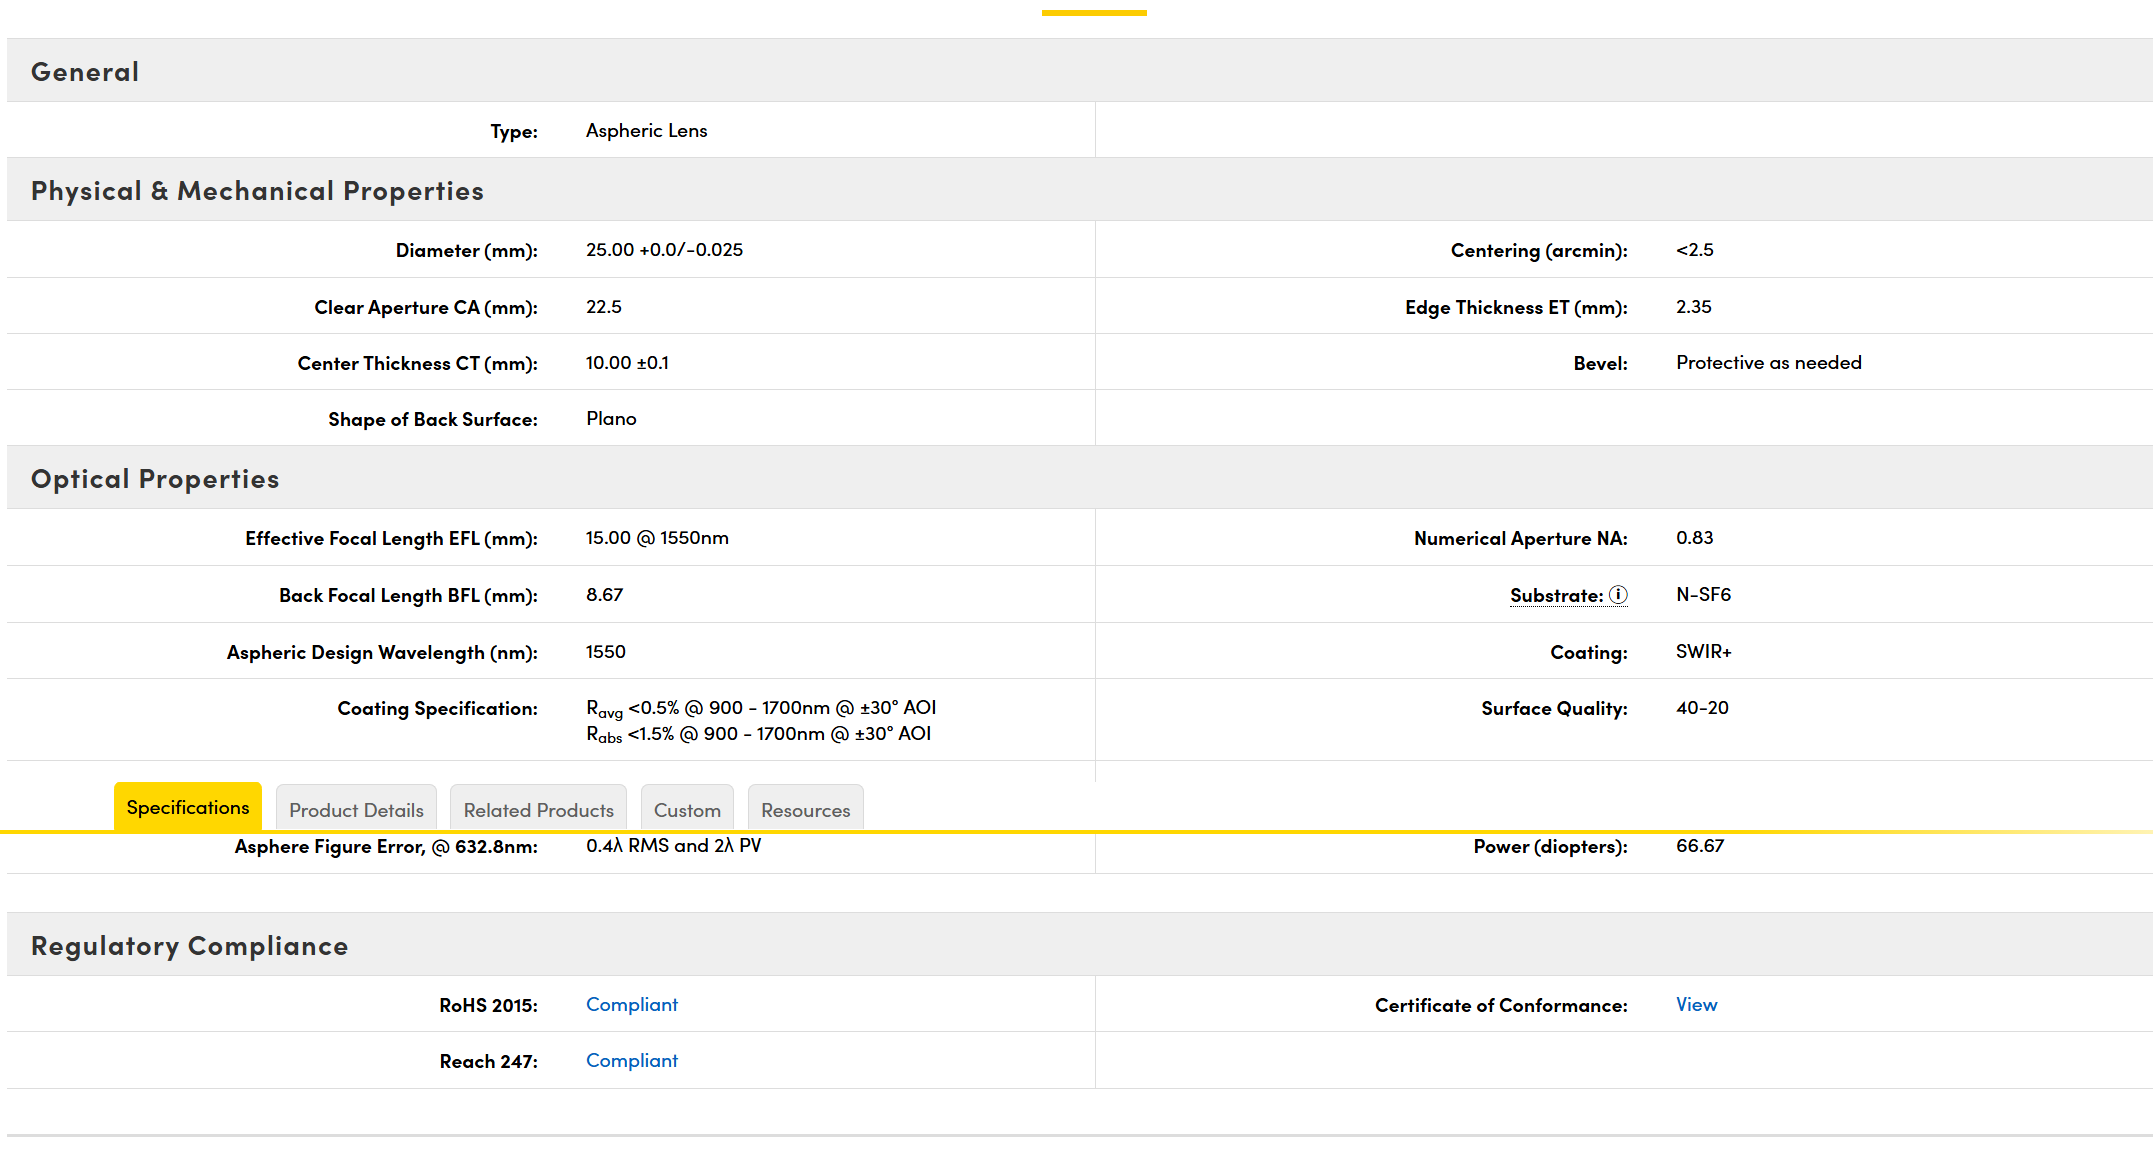 General
Type: Aspheric Lens
Physical & Mechanical Properties
Diameter (mm): 25.00 +0.0/-0.025 Centering (arcmin): <2.5
Clear Aperture CA (mm): 22.5 Edge Thickness ET (mm): 2.35
Center Thickness CT (mm): 10.00 ±0.1 Bevel: Protective as needed
Shape of Back Surface: Plano
Optical Properties
Effective Focal Length EFL (mm): 15.00 @ 1550nm Numerical Aperture NA: 0.83
Back Focal Length BFL (mm): 8.67 Substrate: ⓘ N-SF6
Aspheric Design Wavelength (nm): 1550 Coating: SWIR+
Coating Specification: Ravg <0.5% @ 900 - 1700nm @ ±30° AOI Surface Quality: 40-20
Rabs <1.5% @ 900 - 1700nm @ ±30° AOI
Specifications Product Details Related Products Custom Resources
Asphere Figure Error, @ 632.8nm: 0.4λ RMS and 2λ PV Power (diopters): 66.67
Regulatory Compliance
RoHS 2015: Compliant Certificate of Conformance: View
Reach 247: Compliant